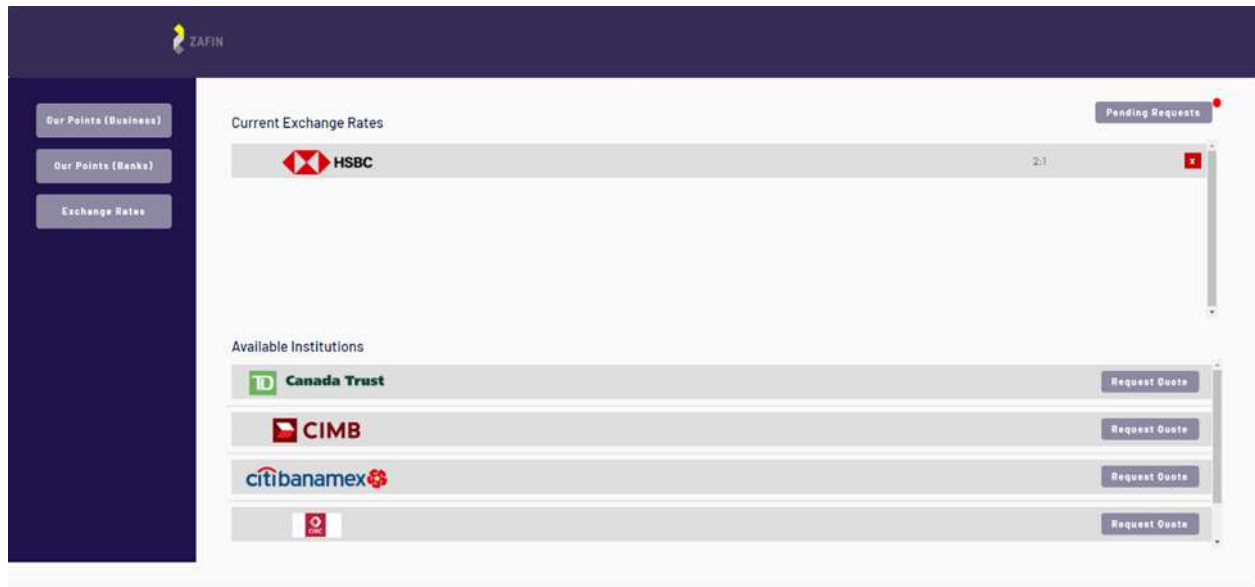 ZAFIN
Our Points (Business)
Our Points (Banks)
Exchange Rates
Current Exchange Rates
Pending Requests
HSBC
2:1
x
Available Institutions
TD Canada Trust
Request Quote
CIMB
Request Quote
citibanamex
Request Quote
Request Quote